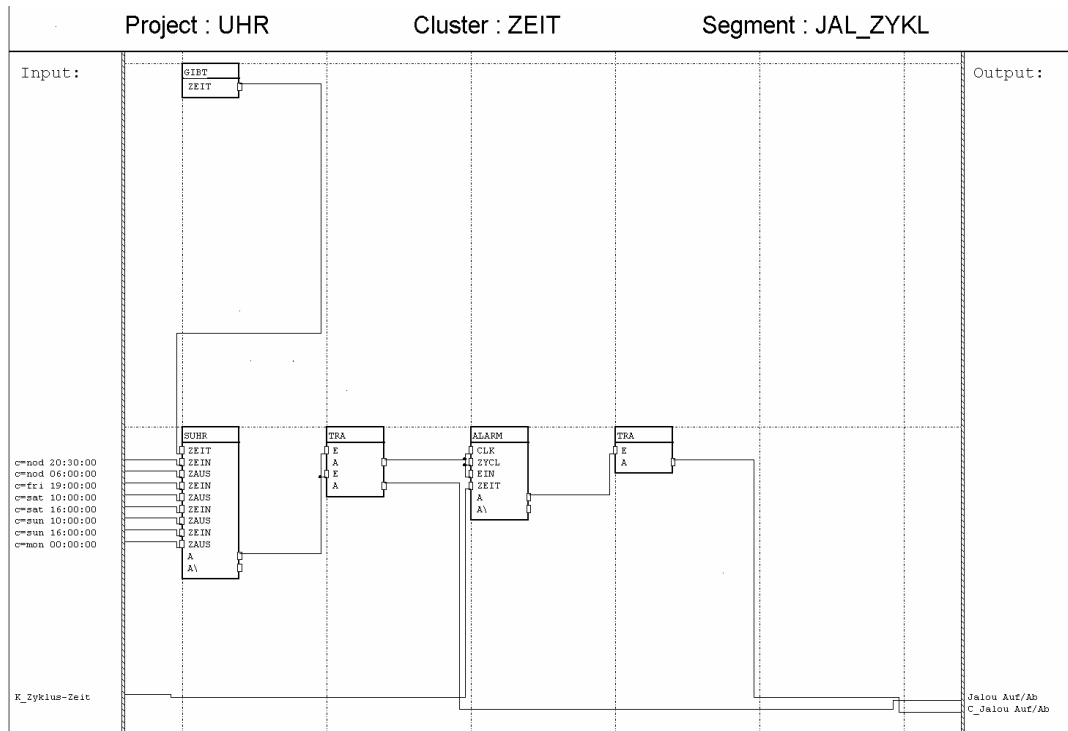 Project : UHR Cluster : ZEIT Segment : JAL_ZYKL
Input: Output:
GIBT
ZEIT
SUHR
ZEIT
ZEIN
ZAUS
ZEIN
ZAUS
ZEIN
ZAUS
ZEIN
ZAUS
A
A\
TRA
E
A
E
A
ALARM
CLK
ZYCL
EIN
ZEIT
A
A\
TRA
E
A
c=nod 20:30:00
c=nod 06:00:00
c=fri 19:00:00
c=sat 10:00:00
c=sat 16:00:00
c=sun 10:00:00
c=sun 16:00:00
c=mon 00:00:00
K_Zyklus-Zeit
Jalou Auf/Ab
C_Jalou Auf/Ab